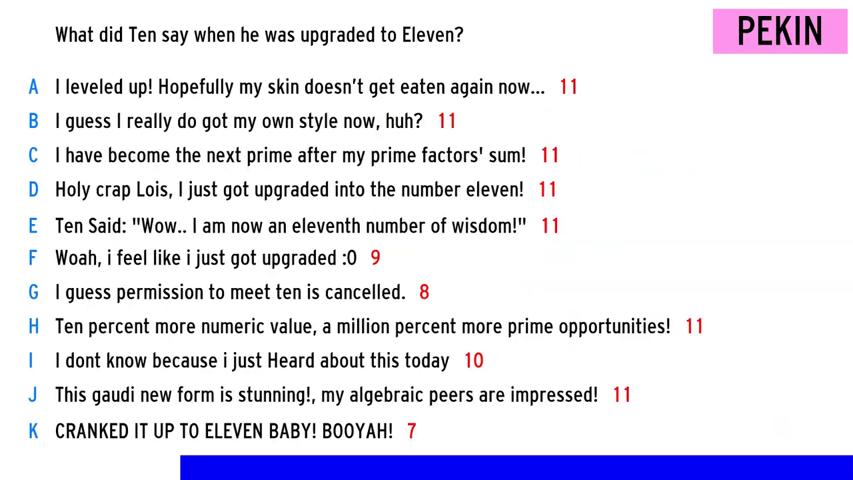 What did Ten say when he was upgraded to Eleven?
PEKIN
A I leveled up! Hopefully my skin doesn't get eaten again now... 11
B I guess I really do got my own style now, huh? 11
C I have become the next prime after my prime factors' sum! 11
D Holy crap Lois, I just got upgraded into the number eleven! 11
E Ten Said: "Wow.. I am now an eleventh number of wisdom!" 11
F Woah, i feel like i just got upgraded :0 9
G I guess permission to meet ten is cancelled. 8
H Ten percent more numeric value, a million percent more prime opportunities! 11
I I dont know because i just Heard about this today 10
J This gaudi new form is stunning!, my algebraic peers are impressed! 11
K CRANKED IT UP TO ELEVEN BABY! BOOYAH! 7